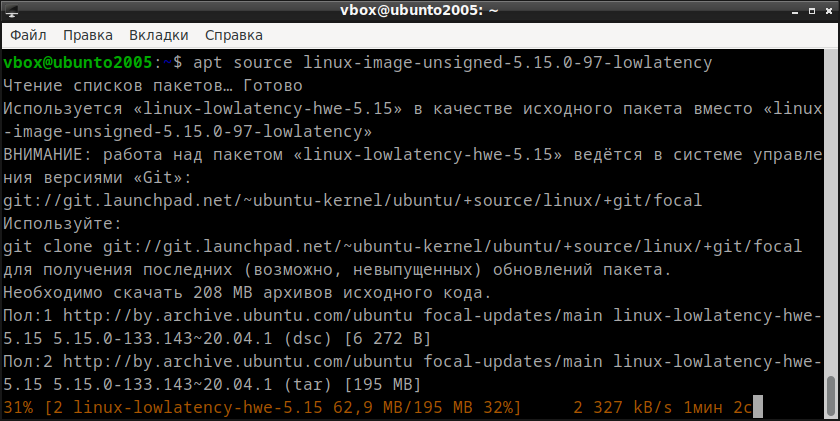 vbox@ubunto2005: ~
Файл Правка Вкладки Справка
vbox@ubunto2005:~$ apt source linux-image-unsigned-5.15.0-97-lowlatency
Чтение списков пакетов… Готово
Используется «linux-lowlatency-hwe-5.15» в качестве исходного пакета вместо «linux
-image-unsigned-5.15.0-97-lowlatency»
ВНИМАНИЕ: работа над пакетом «linux-lowlatency-hwe-5.15» ведётся в системе управле
ния версиями «Git»:
git://git.launchpad.net/~ubuntu-kernel/ubuntu/+source/linux/+git/focal
Используйте:
git clone git://git.launchpad.net/~ubuntu-kernel/ubuntu/+source/linux/+git/focal
для получения последних (возможно, невыпущенных) обновлений пакета.
Необходимо скачать 208 MB архивов исходного кода.
Пол:1 http://by.archive.ubuntu.com/ubuntu focal-updates/main linux-lowlatency-hwe-
5.15 5.15.0-133.143~20.04.1 (dsc) [6 272 B]
Пол:2 http://by.archive.ubuntu.com/ubuntu focal-updates/main linux-lowlatency-hwe-
5.15 5.15.0-133.143~20.04.1 (tar) [195 MB]
31% [2 linux-lowlatency-hwe-5.15 62,9 MB/195 MB 32%] 2 327 kB/s 1мин 2с